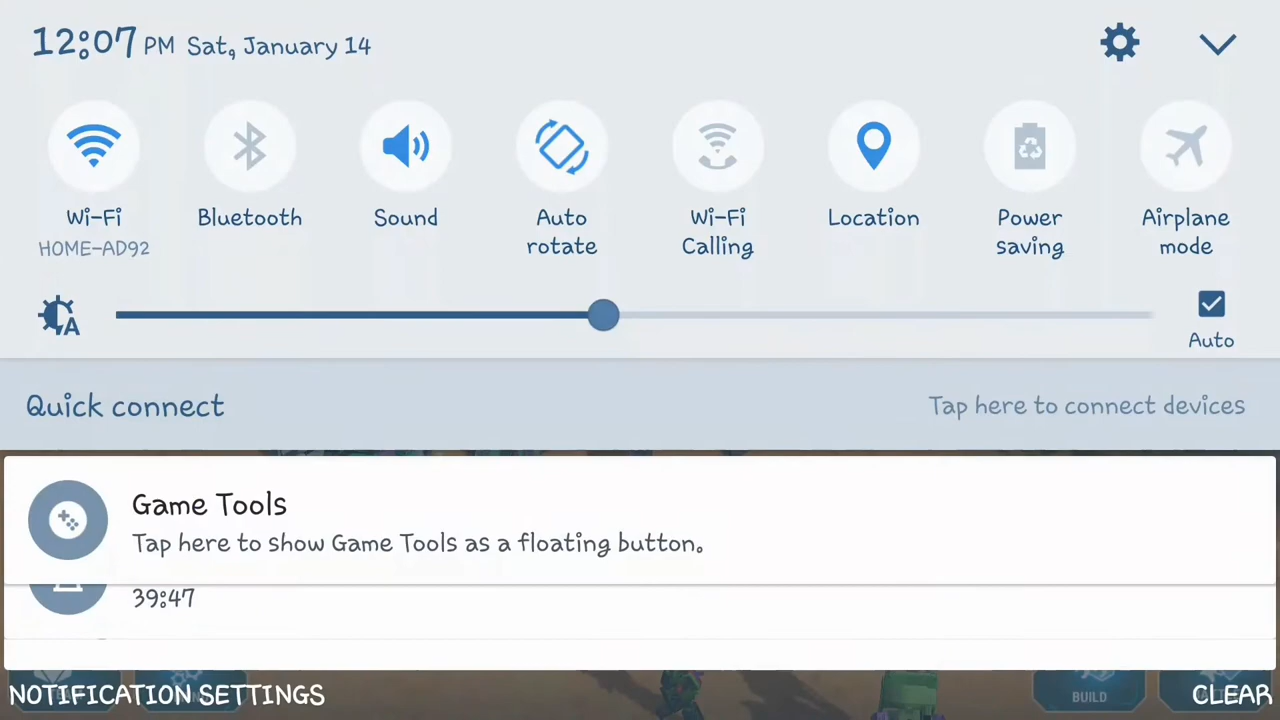 12:07 PM Sat, January 14
Wi-Fi
HOME-AD92
Bluetooth
Sound
Auto
rotate
Wi-Fi
Calling
Location
Power
saving
Airplane
mode
A
Auto
Quick connect
Tap here to connect devices
Game Tools
Tap here to show Game Tools as a floating button.
39:47
BUILD
NOTIFICATION SETTINGS
CLEAR